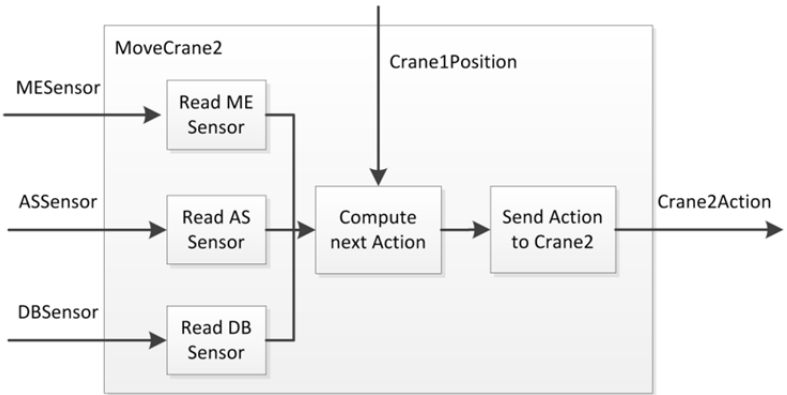 MoveCrane2
Crane1Position
MESensor
Read ME
Sensor
ASSensor
Read AS
Sensor
Compute
next Action
Send Action
to Crane2
Crane2Action
DBSensor
Read DB
Sensor